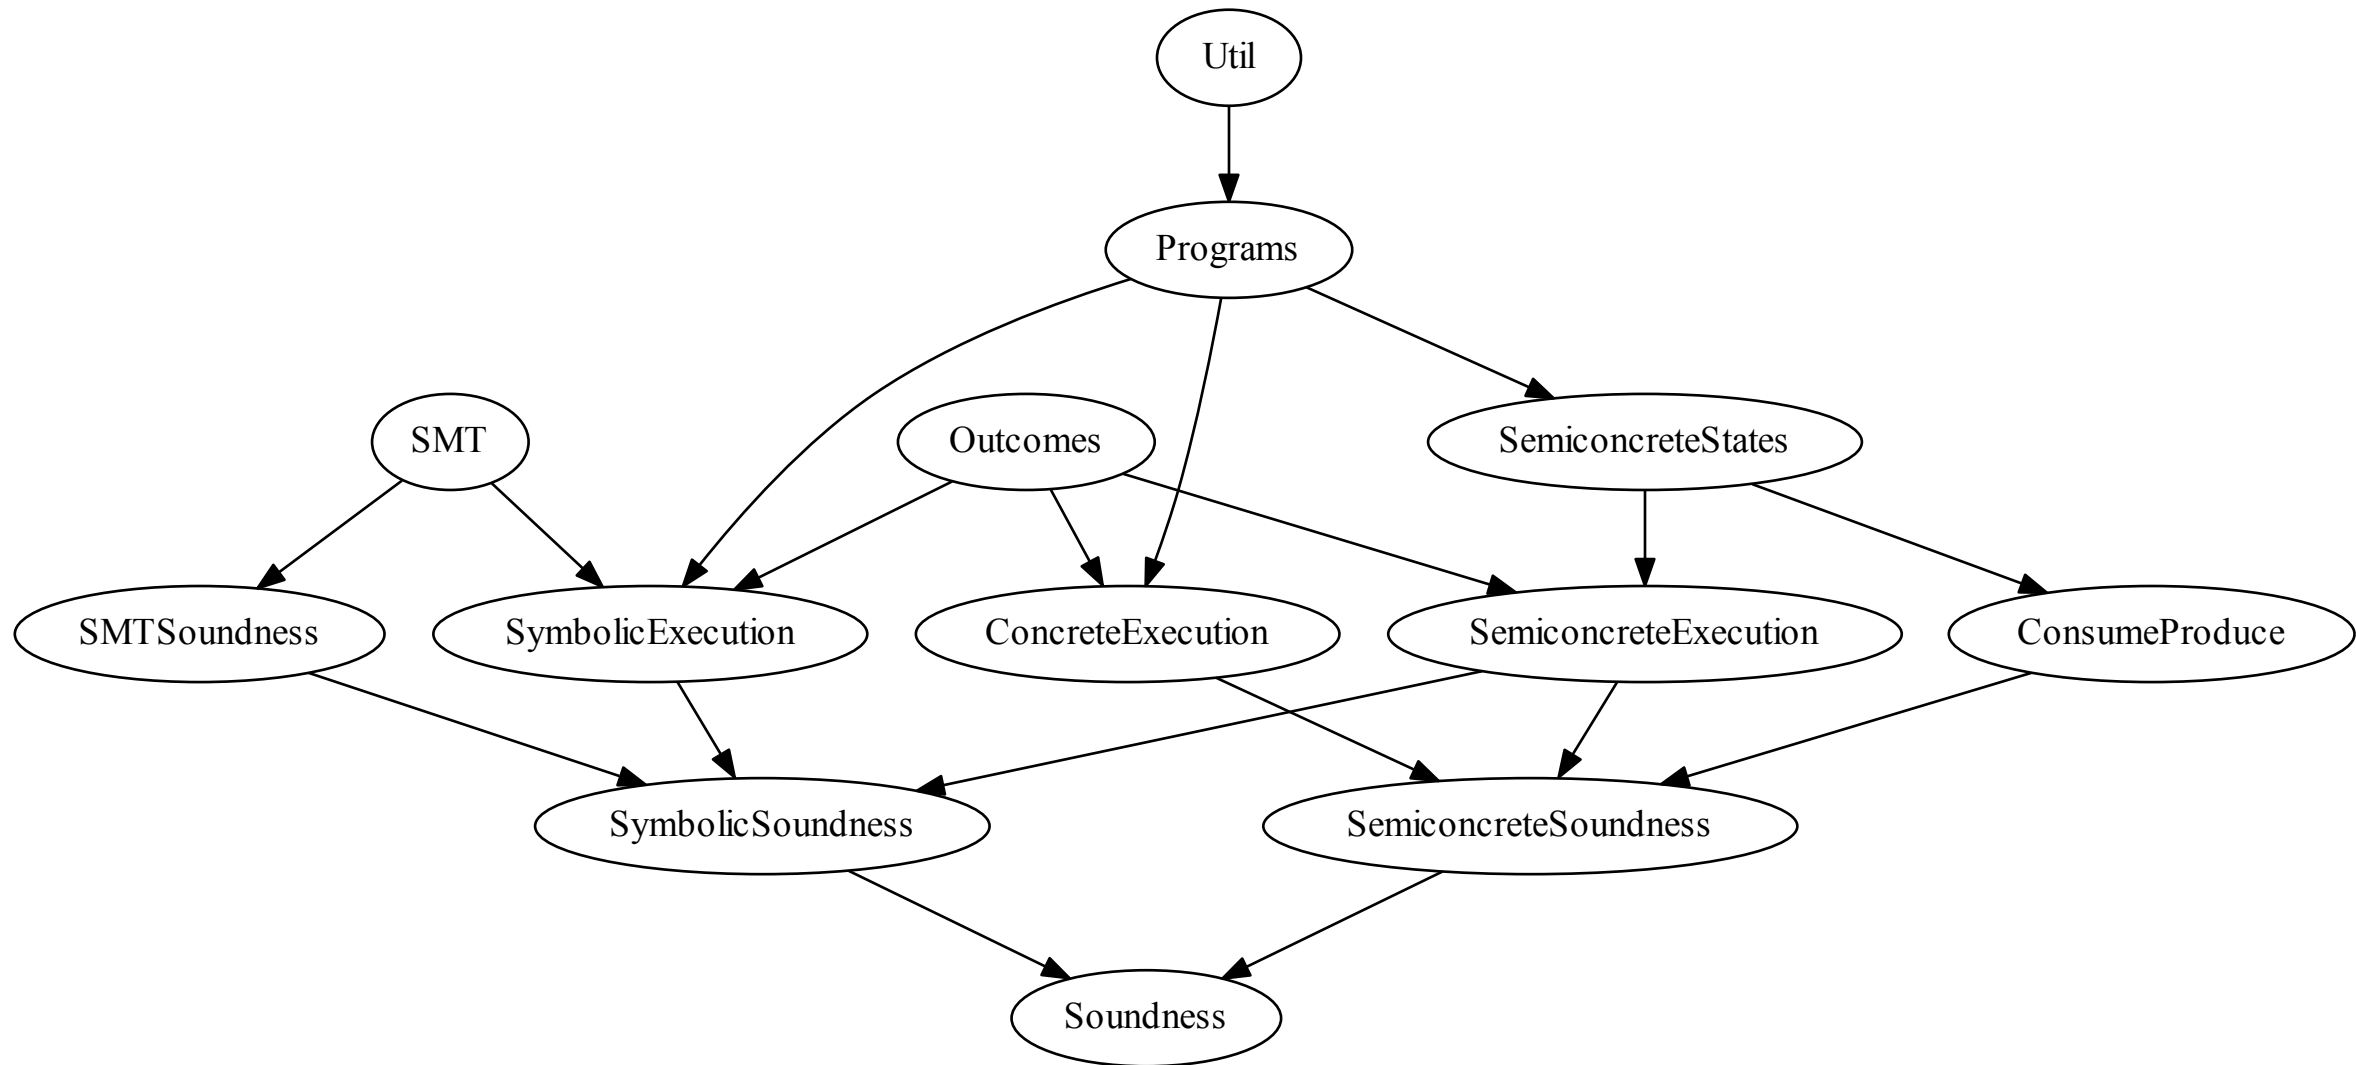 Util
Programs
SMT
Outcomes
SemiconcreteStates
SMTSoundness
SymbolicExecution
ConcreteExecution
SemiconcreteExecution
ConsumeProduce
SymbolicSoundness
SemiconcreteSoundness
Soundness